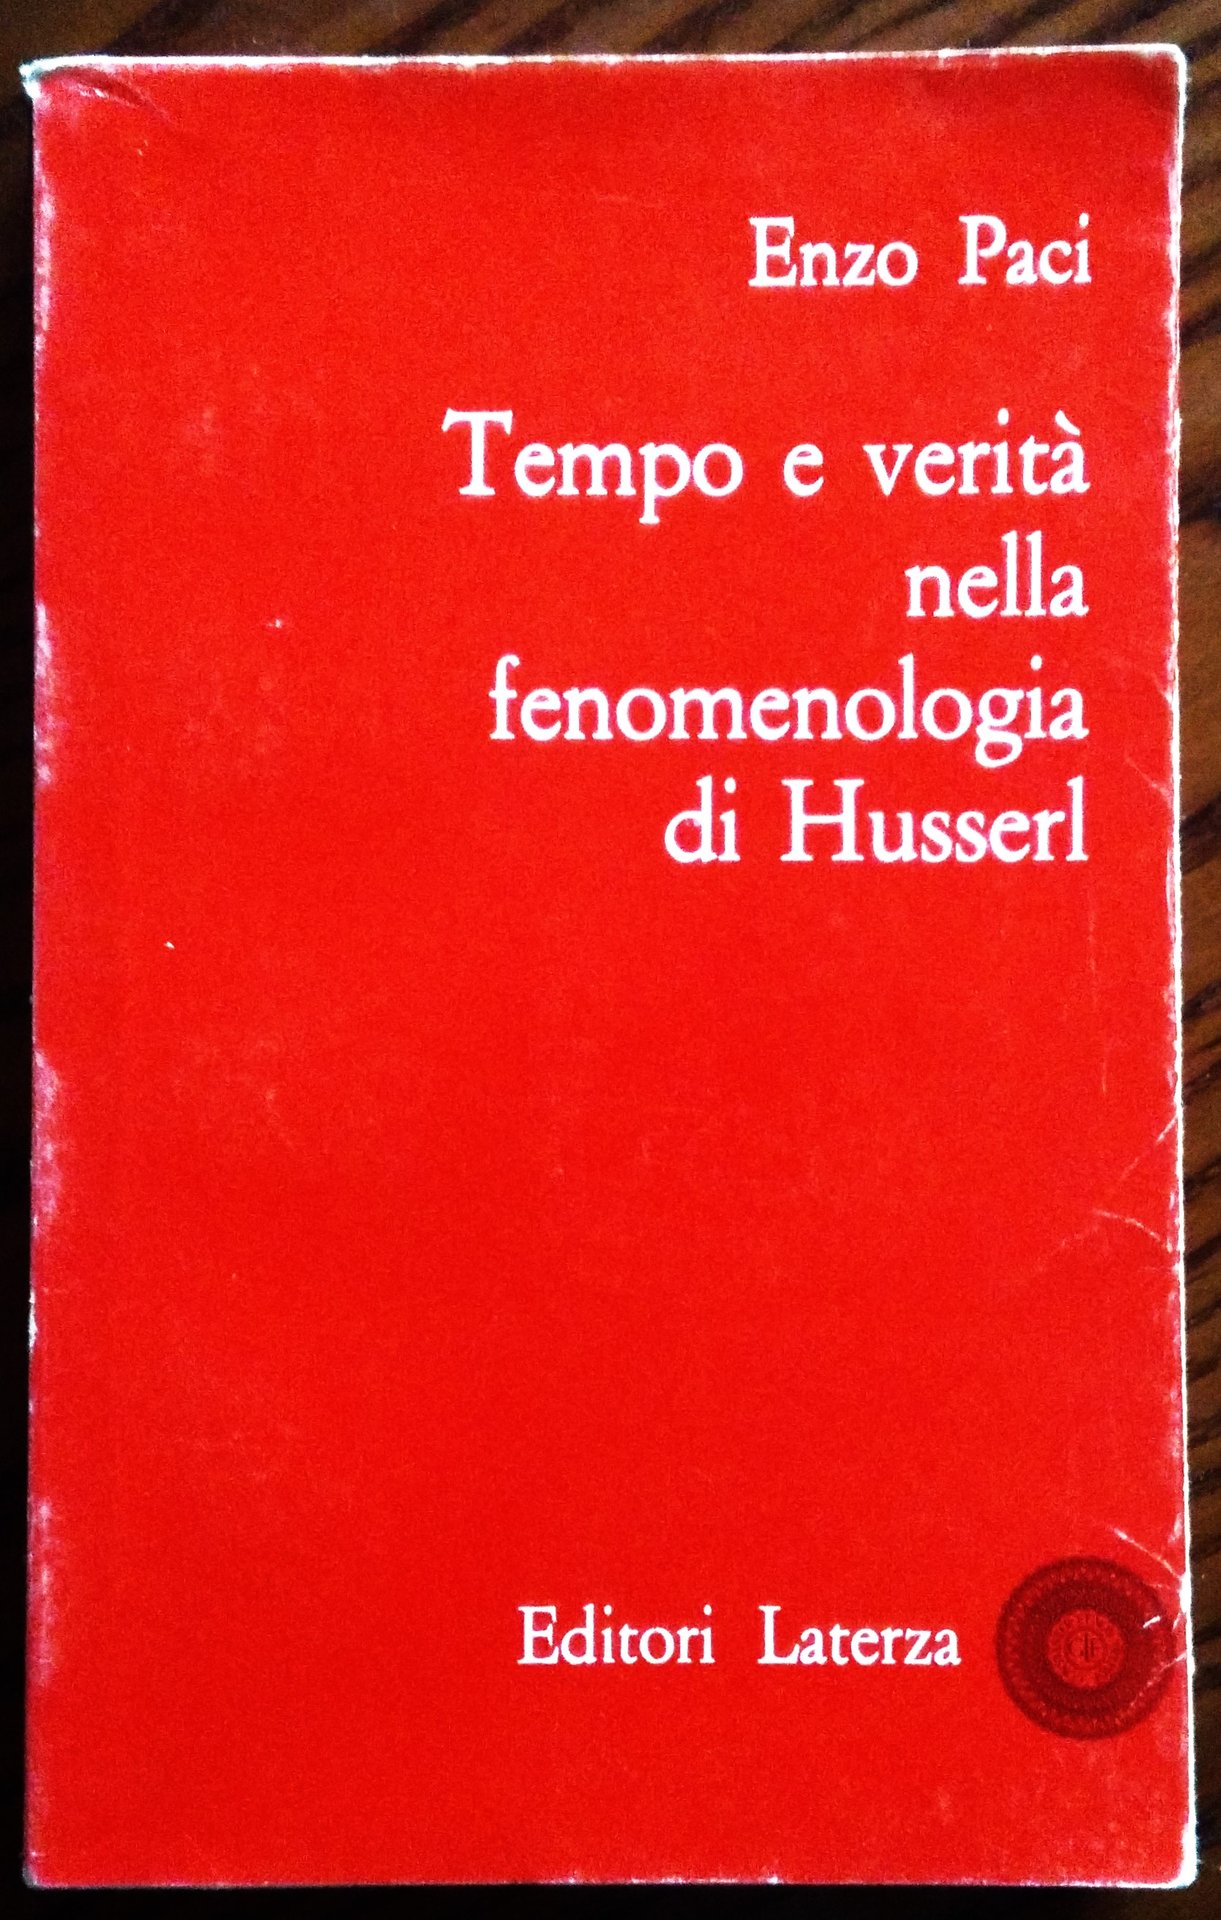 Enzo Paci
Tempo e verità
nella
fenomenologia
di Husserl
Editori Laterza